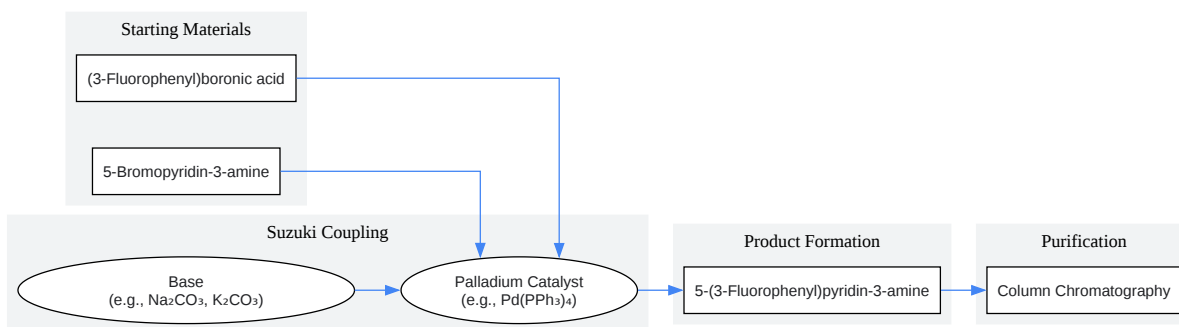 Starting Materials
(3-Fluorophenyl)boronic acid
5-Bromopyridin-3-amine
Suzuki Coupling
Base
(e.g., Na₂CO₃, K₂CO₃)
Palladium Catalyst
(e.g., Pd(PPh₃)₄)
Product Formation
5-(3-Fluorophenyl)pyridin-3-amine
Purification
Column Chromatography